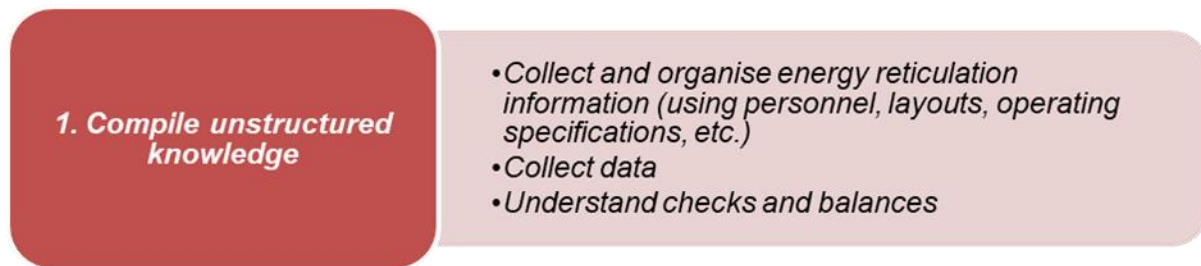 1. Compile unstructured
knowledge
•Collect and organise energy reticulation
information (using personnel, layouts, operating
specifications, etc.)
•Collect data
•Understand checks and balances